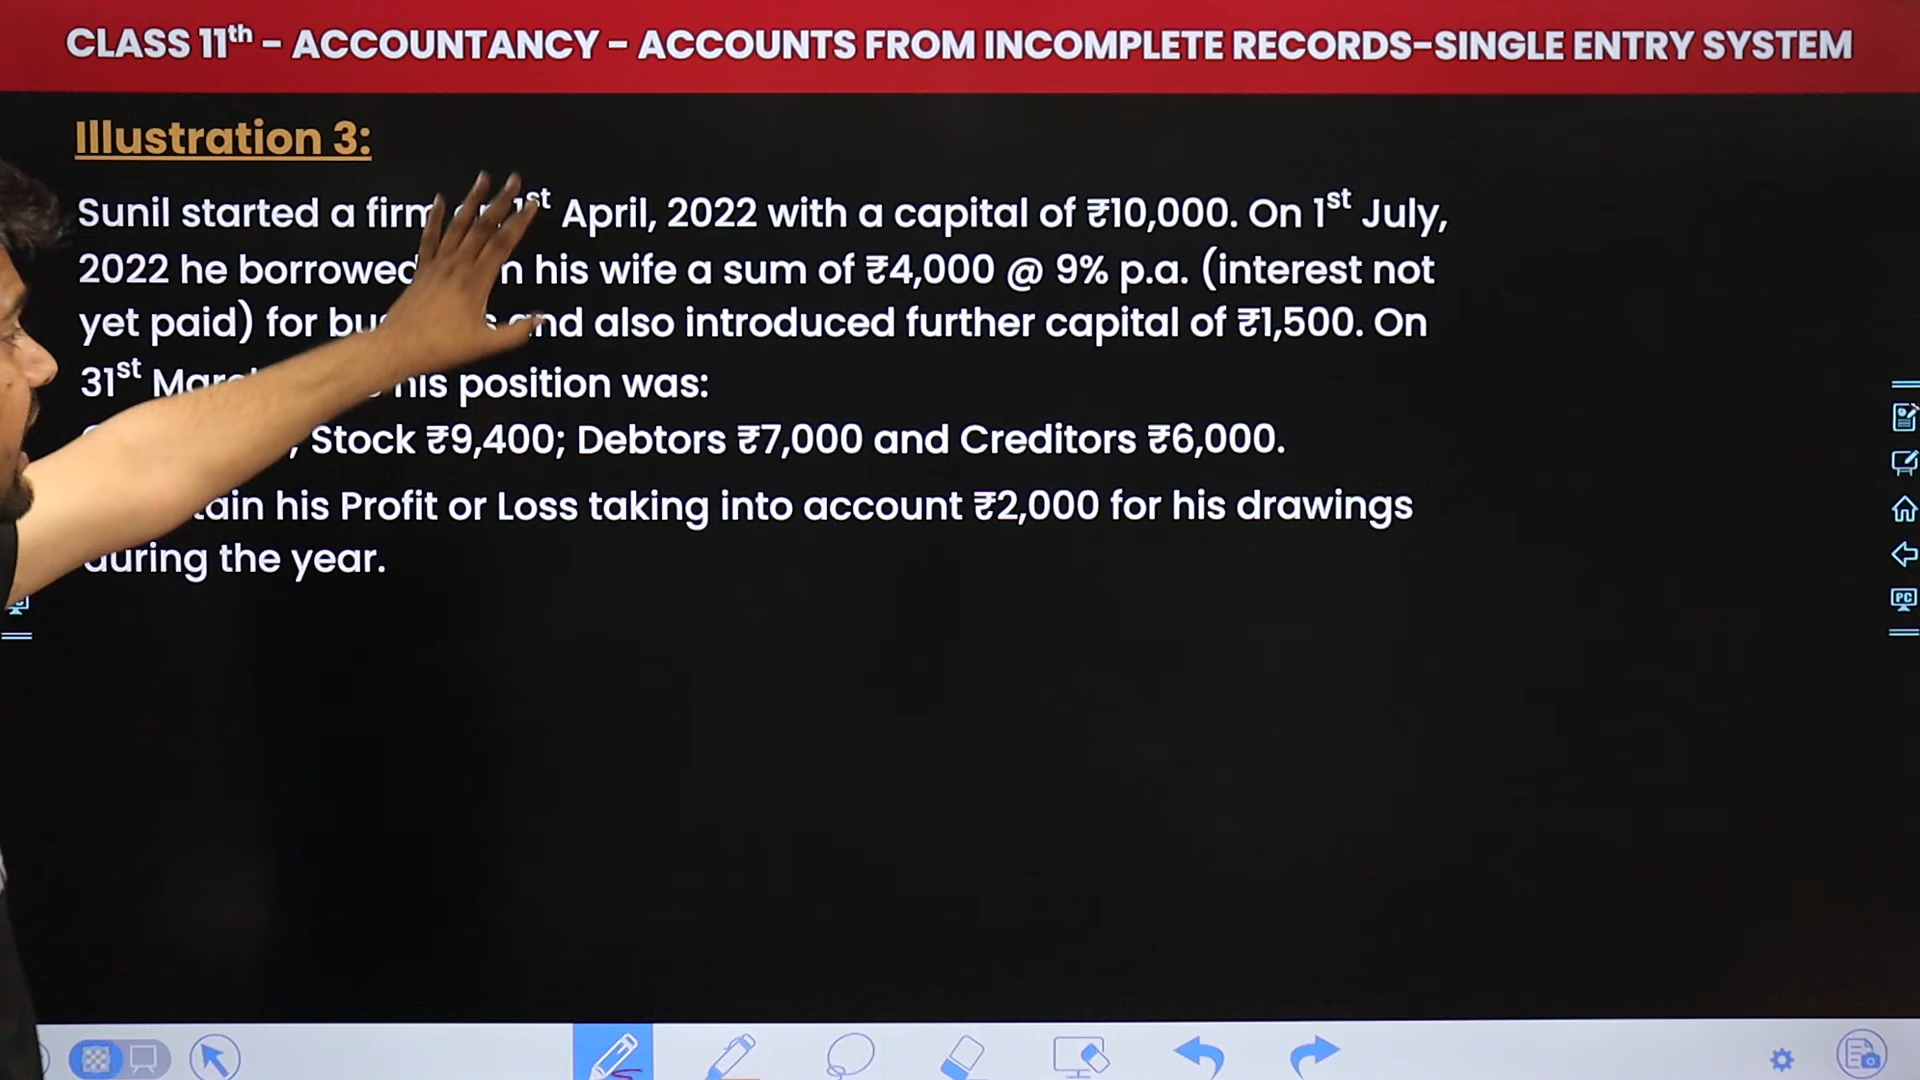 CLASS 11th - ACCOUNTANCY - ACCOUNTS FROM INCOMPLETE RECORDS-SINGLE ENTRY SYSTEM
Illustration 3:
Sunil started a firm 1st April, 2022 with a capital of ₹10,000. On 1st July,
2022 he borrowed his wife a sum of ₹4,000 @ 9% p.a. (interest not
yet paid) for and also introduced further capital of ₹1,500. On
31st his position was:
; Stock ₹9,400; Debtors ₹7,000 and Creditors ₹6,000.
his Profit or Loss taking into account ₹2,000 for his drawings
during the year.
PC